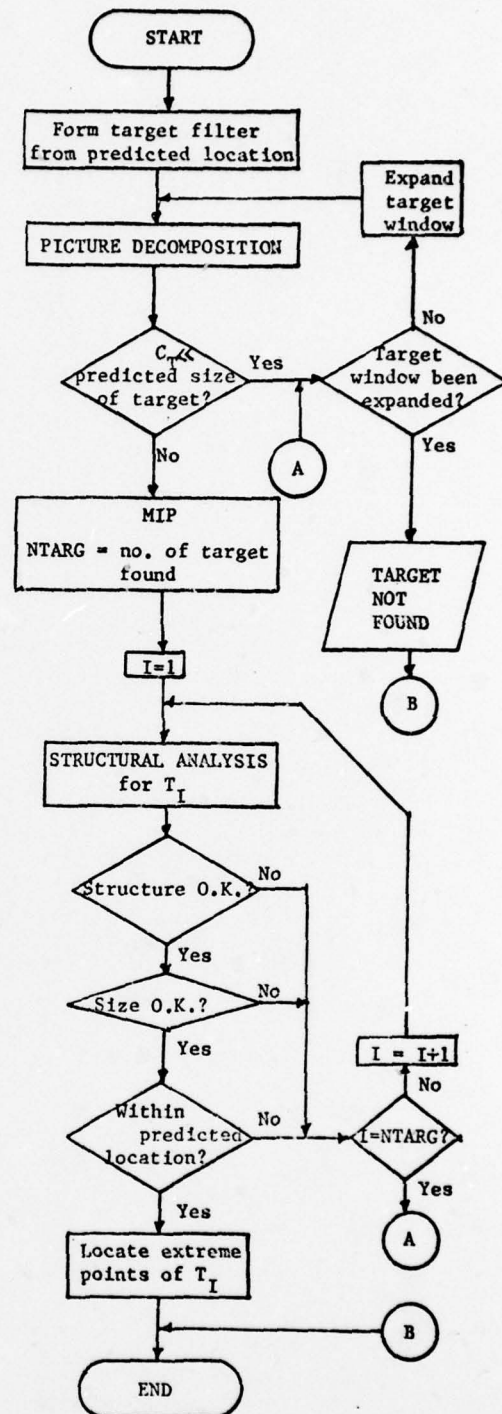 START
Form target filter
from predicted location
Expand
target
window
PICTURE DECOMPOSITION
No
C_T≪
predicted size
of target?
Yes
Target
window been
expanded?
No
A
Yes
MIP
NTARG = no. of target
found
TARGET
NOT
FOUND
I=1
B
STRUCTURAL ANALYSIS
for T_I
Structure O.K.?
No
Yes
Size O.K.?
No
Yes
I = I+1
No
Within
predicted
location?
No
I=NTARG?
Yes
Yes
Locate extreme
points of T_I
A
B
END